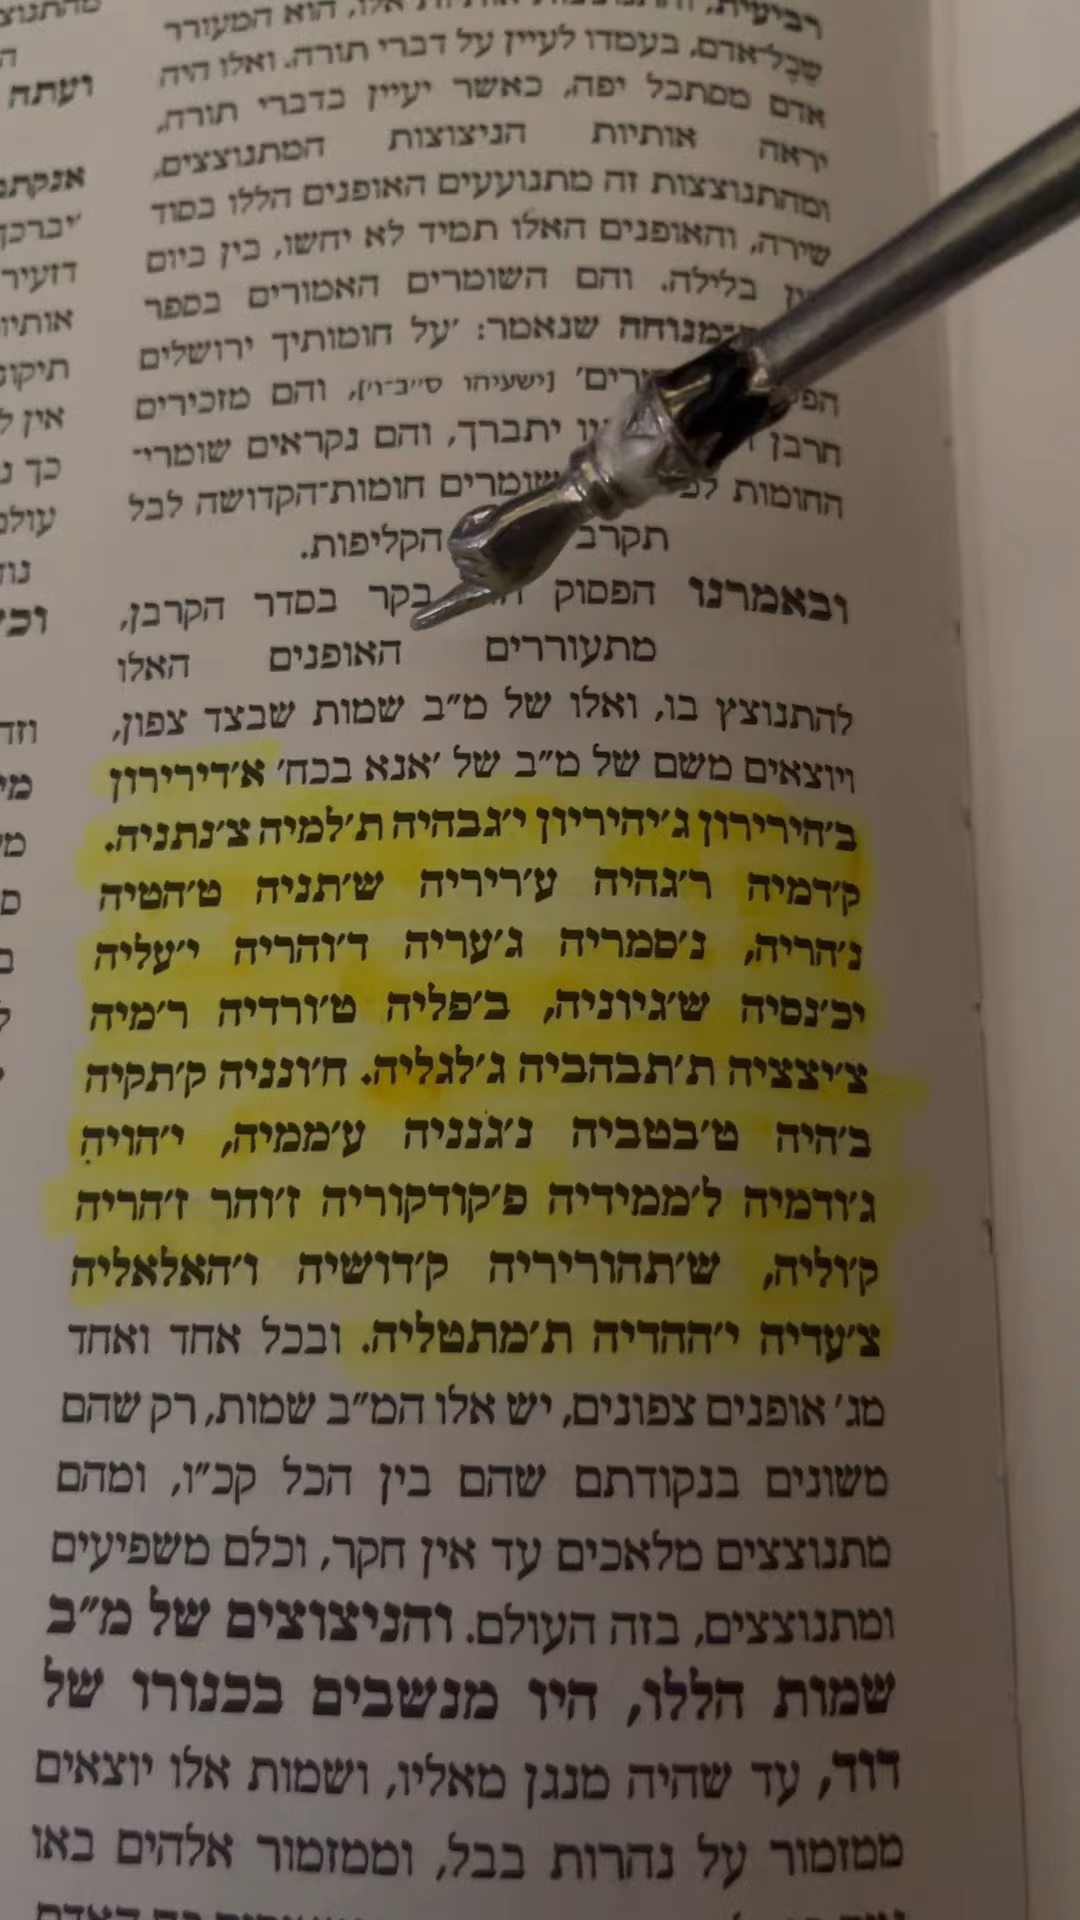 רביעית,
הוא המעורר
שכל־אדם, בעמדו לעיין על דברי תורה. ואלו היה
אדם מסתכל יפה, כאשר יעיין בדברי תורה,
יראה אותיות הניצוצות המתנוצצים,
ומהתנוצצות זה מתנועעים האופנים הללו בסוד
שירה, והאופנים האלו תמיד לא יחשו, בין ביום
בלילה. והם השומרים האמורים בספר
מנוחה שנאמר: ׳על חומותיך ירושלים
[ישעיהו ס״ב־ו׳], והם מזכירים
חרבן יתברך, והם נקראים שומרי־
החומות שומרים חומות־הקדושה לבל
תקרב הקליפות.
ובאמרנו הפסוק בקר בסדר הקרבן,
מתעוררים האופנים האלו
להתנוצץ בו, ואלו של מ״ב שמות שבצד צפון,
ויוצאים משם של מ״ב של ׳אנא בכח׳ א׳דירירון
ב׳הירירון ג׳יהיריון י׳גבהיה ת׳למיה צ׳נתניה.
ק׳דמיה ר׳גהיה ע׳ריריה ש׳תניה ט׳הטיה
נ׳הריה, נ׳סמריה ג׳עריה ד׳והריה י׳עליה
יכ׳נסיה ש׳גיוניה, ב׳פליה ט׳ורדיה ר׳מיה
צ׳יצציה ת׳תבהביה ג׳לגליה. ח׳ונניה ק׳תקיה
ב׳היה ט׳בטביה נ׳גנניה ע׳ממיה, י׳הויה
ג׳ודמיה ל׳ממידיה פ׳קודקוריה ז׳והר ז׳הריה
ק׳וליה, ש׳תהוריריה ק׳דושיה ו׳האלאליה
צ׳עדיה י׳ההדיה ת׳מתטליה. ובכל אחד ואחד
מג׳ אופנים צפונים, יש אלו המ״ב שמות, רק שהם
משונים בנקודתם שהם בין הכל קכ״ו, ומהם
מתנוצצים מלאכים עד אין חקר, וכלם משפיעים
ומתנוצצים, בזה העולם. והניצוצים של מ״ב
שמות הללו, היו מנשבים בכנורו של
דוד, עד שהיה מנגן מאליו, ושמות אלו יוצאים
ממזמור על נהרות בבל, וממזמור אלהים באו
ועתה
דזעיר
תיקון
אין
כך